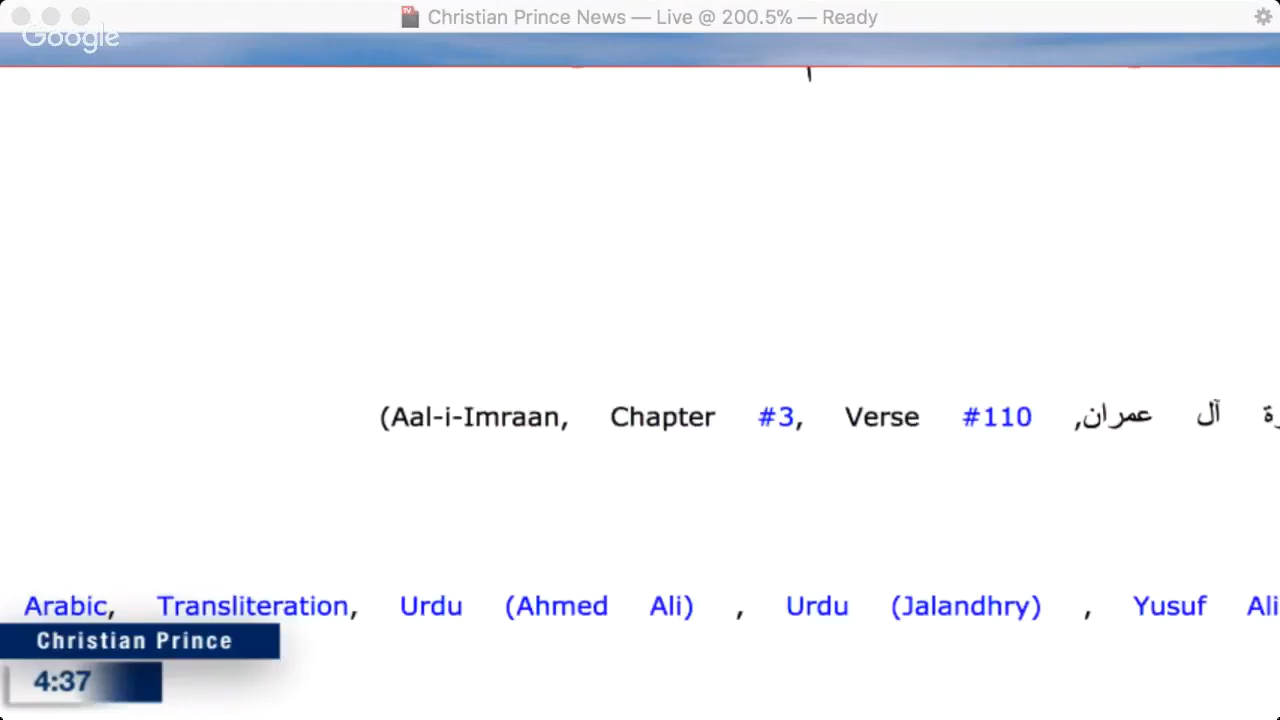 Christian Prince News — Live @ 200.5% — Ready
Google
(Aal-i-Imraan, Chapter #3, Verse #110 آل عمران,
Arabic, Transliteration, Urdu (Ahmed Ali) , Urdu (Jalandhry) , Yusuf Ali
Christian Prince
4:37